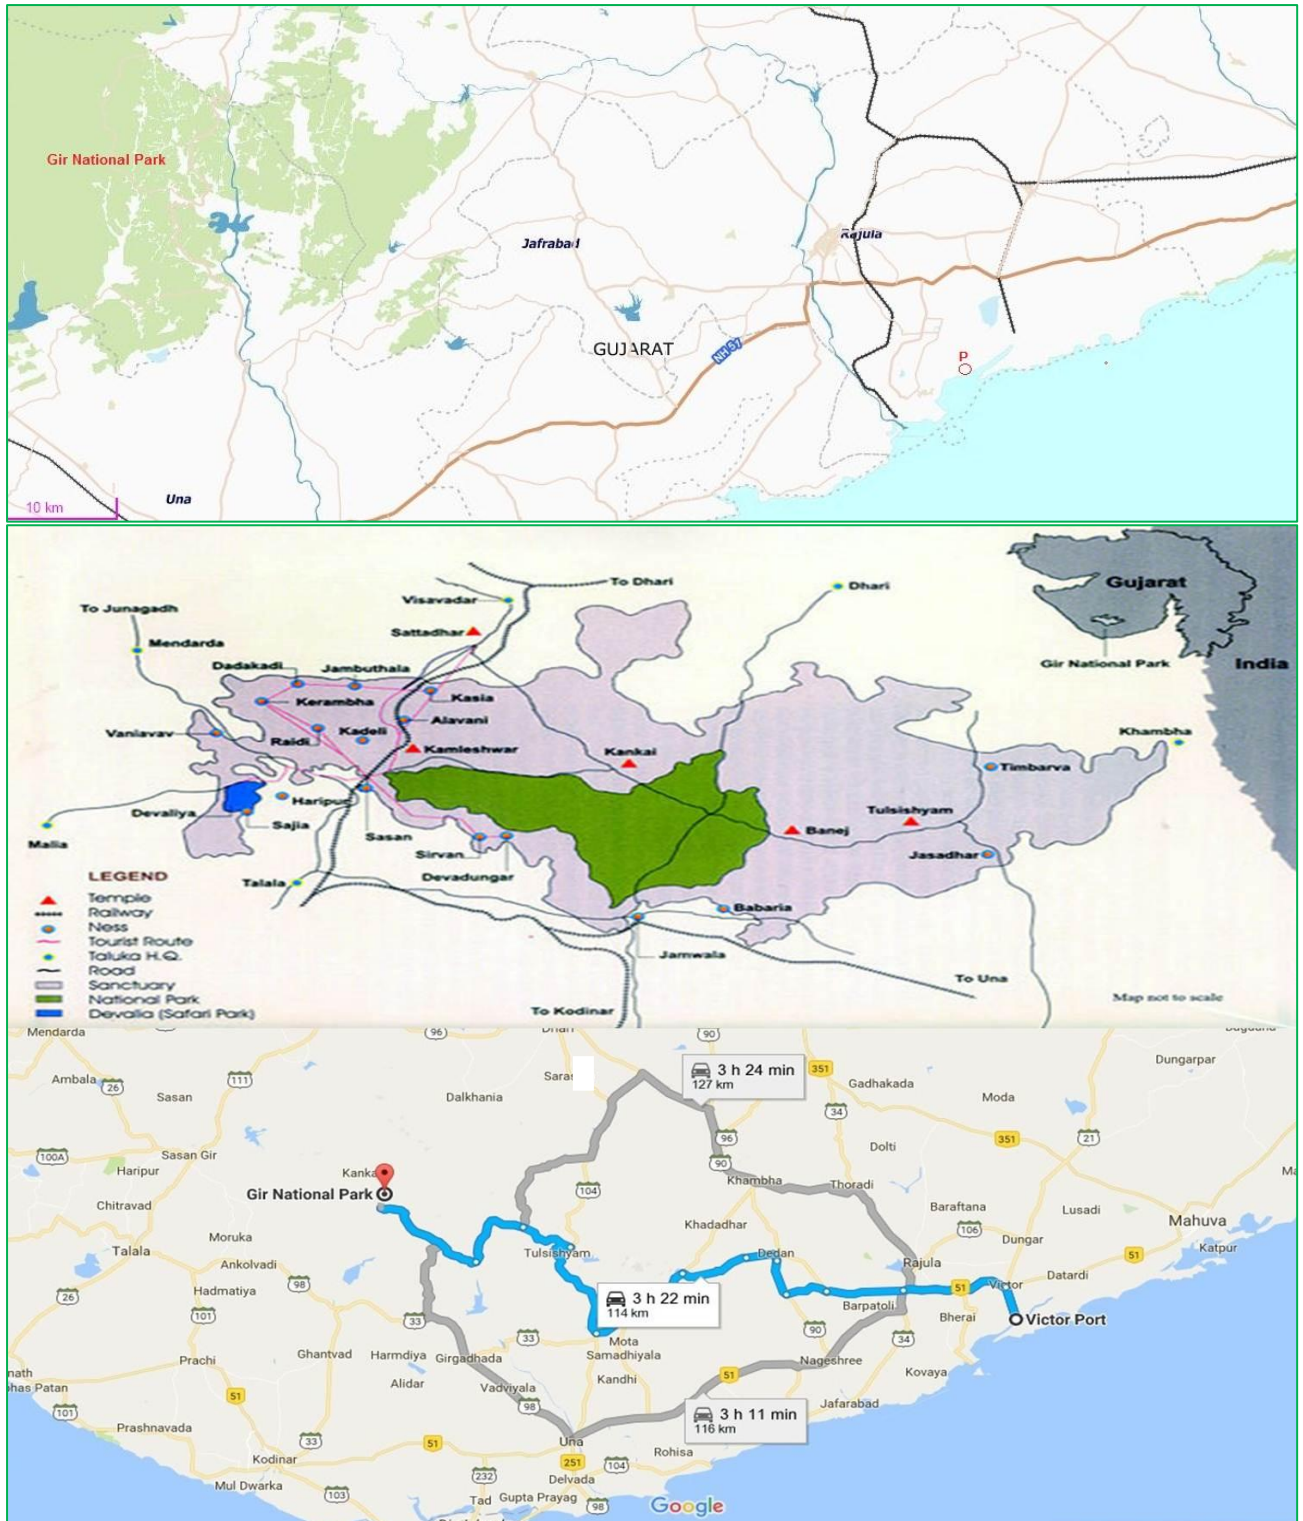 Gir National Park
Jafrabad
Rajula
GUJARAT
NH 51
P
Una
10 km
To Dhari
Dhari
Visavadar
To Junagadh
Sattadhar
Mendarda
Gujarat
Gir National Park
India
Dadakadi
Jambuthala
Kerambha
Kasia
Alavani
Vaniavav
Raidi
Kadeli
Kamleshwar
Kankai
Khambha
Timbarva
Devaliya
Haripur
Sajia
Sasan
Tulsishyam
Banej
Malia
Sirvan
Jasadhar
Devadungar
Talala
Babaria
LEGEND
Temple
Railway
Ness
Tourist Route
Taluka H.Q.
Road
Sanctuary
National Park
Devalia (Safari Park)
Jamwala
To Una
To Kodinar
Map not to scale
Mendarda
96
Dhari
90
3 h 24 min
127 km
351
Dungarpar
Ambala
26
111
Sasan
Dalkhania
Gadhakada
34
Moda
96
351
21
100A
Sasan Gir
Dolti
Haripur
90
Gir National Park
104
Khambha
Thoradi
Chitravad
Baraftana
Lusadi
Mahuva
Talala
Moruka
Khadadhar
106
Dungar
Katpur
51
Ankolvadi
Tulsishyam
Dedan
Rajula
Datardi
Hadmatiya
98
26
101
3 h 22 min
114 km
51
Victor
Barpatoli
Bherai
Victor Port
33
33
90
34
Mota
Samadhiyala
Prachi
Ghantvad
Harmdiya
Girgadhada
Nageshree
Kovaya
Alidar
Vadviyala
Kandhi
51
51
98
Jafarabad
101
3 h 11 min
116 km
Prashnavada
33
51
Una
Rohisa
Kodinar
251
232
Delvada
104
Mul Dwarka
103
Tad
Gupta Prayag
98
Google